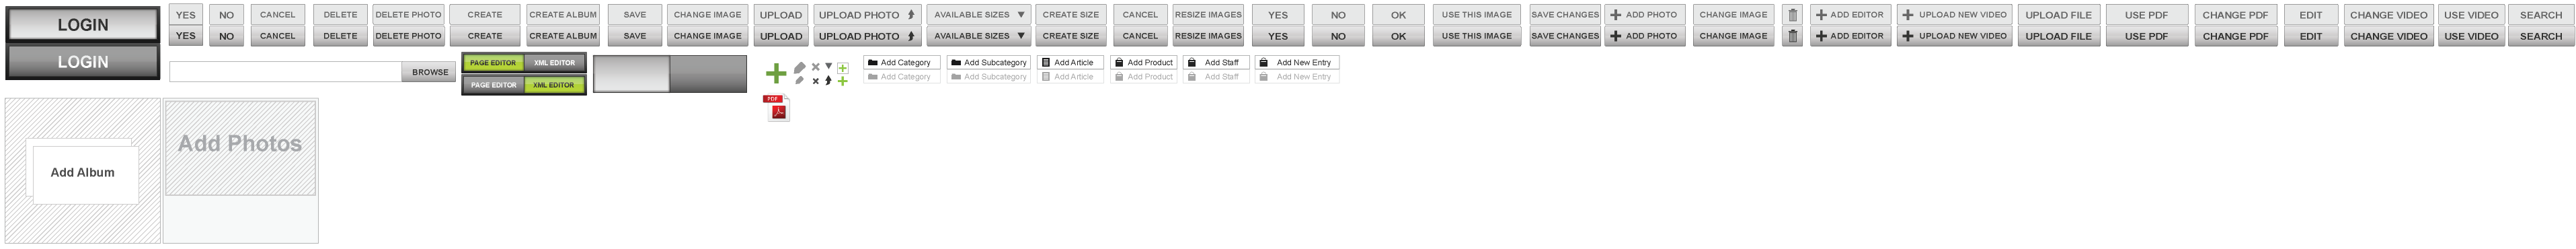 LOGIN
YES NO CANCEL DELETE DELETE PHOTO CREATE CREATE ALBUM SAVE CHANGE IMAGE UPLOAD UPLOAD PHOTO AVAILABLE SIZES CREATE SIZE CANCEL RESIZE IMAGES YES NO OK USE THIS IMAGE SAVE CHANGES ADD PHOTO CHANGE IMAGE ADD EDITOR UPLOAD NEW VIDEO UPLOAD FILE USE PDF CHANGE PDF EDIT CHANGE VIDEO USE VIDEO SEARCH
YES NO CANCEL DELETE DELETE PHOTO CREATE CREATE ALBUM SAVE CHANGE IMAGE UPLOAD UPLOAD PHOTO AVAILABLE SIZES CREATE SIZE CANCEL RESIZE IMAGES YES NO OK USE THIS IMAGE SAVE CHANGES ADD PHOTO CHANGE IMAGE ADD EDITOR UPLOAD NEW VIDEO UPLOAD FILE USE PDF CHANGE PDF EDIT CHANGE VIDEO USE VIDEO SEARCH
LOGIN
BROWSE
PAGE EDITOR XML EDITOR
PAGE EDITOR XML EDITOR
Add Category Add Subcategory Add Article Add Product Add Staff Add New Entry
Add Category Add Subcategory Add Article Add Product Add Staff Add New Entry
PDF
Add Photos
Add Album